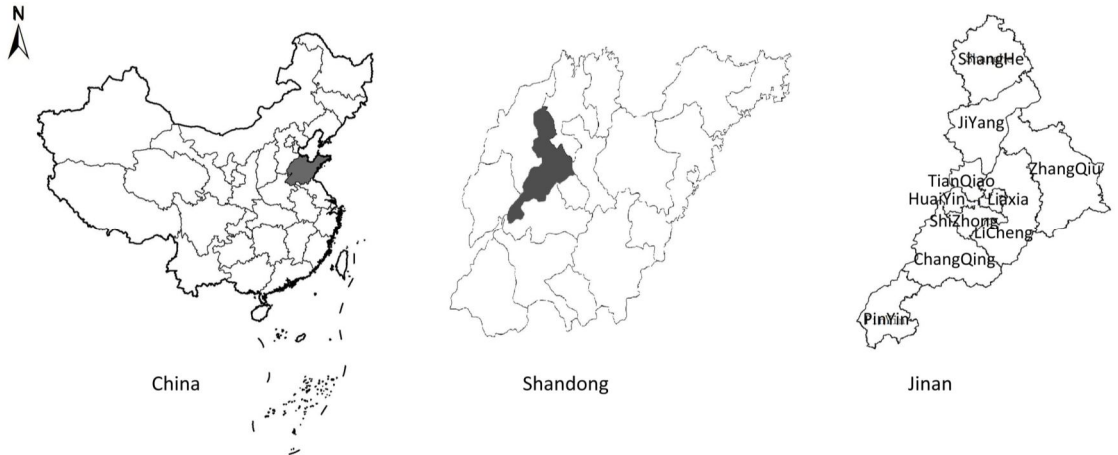 N
ShangHe
JiYang
ZhangQiu
TianQiao
HuaiYin
Lixia
ShiZhong
LiCheng
ChangQing
PinYin
China
Shandong
Jinan